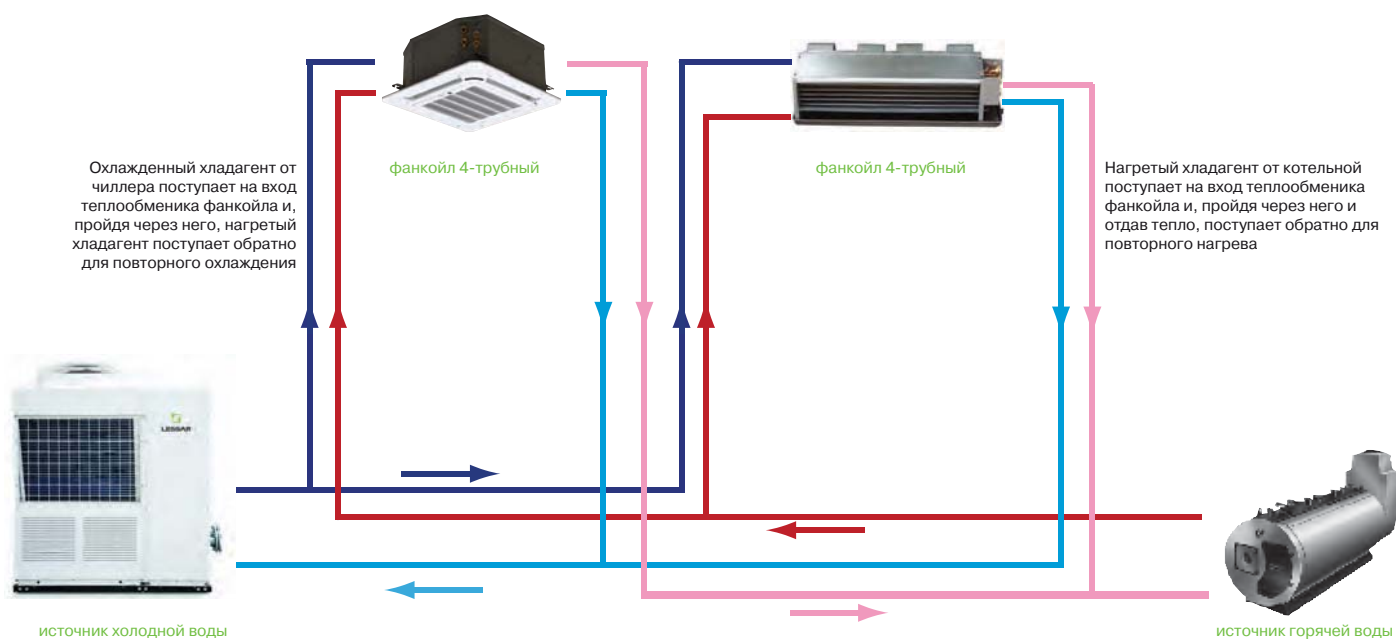 фанкойл 4-трубный
фанкойл 4-трубный
Охлажденный хладагент от
чиллера поступает на вход
теплообменика фанкойла и,
пройдя через него, нагретый
хладагент поступает обратно
для повторного охлаждения
Нагретый хладагент от котельной
поступает на вход теплообменика
фанкойла и, пройдя через него и
отдав тепло, поступает обратно для
повторного нагрева
LESSAR
источник холодной воды
источник горячей воды